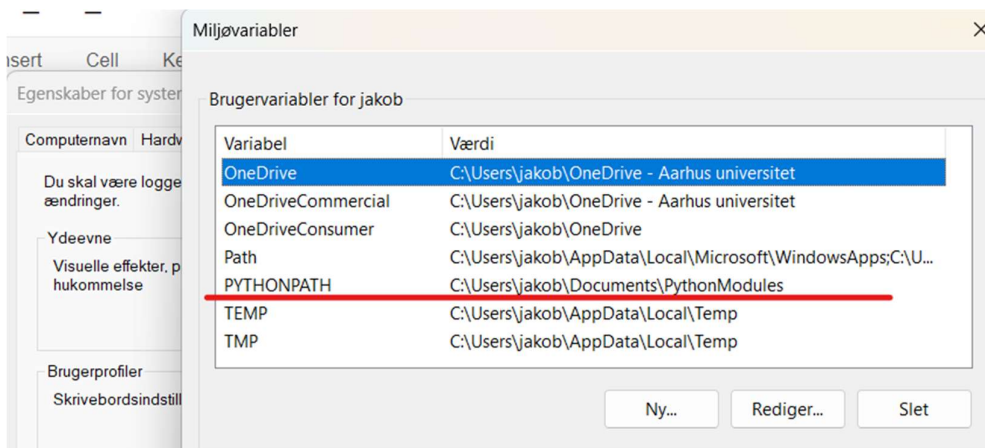 Miljøvariabler
nsert Cell Ke
Egenskaber for system
Computernavn Hardv
Du skal være logge
ændringer.
Ydeevne
Visuelle effekter, p
hukommelse
Brugerprofiler
Skrivebordsindstill
Brugervariabler for jakob
Variabel Værdi
OneDrive C:\Users\jakob\OneDrive - Aarhus universitet
OneDriveCommercial C:\Users\jakob\OneDrive - Aarhus universitet
OneDriveConsumer C:\Users\jakob\OneDrive
Path C:\Users\jakob\AppData\Local\Microsoft\WindowsApps;C:\U...
PYTHONPATH C:\Users\jakob\Documents\PythonModules
TEMP C:\Users\jakob\AppData\Local\Temp
TMP C:\Users\jakob\AppData\Local\Temp
Ny... Rediger... Slet